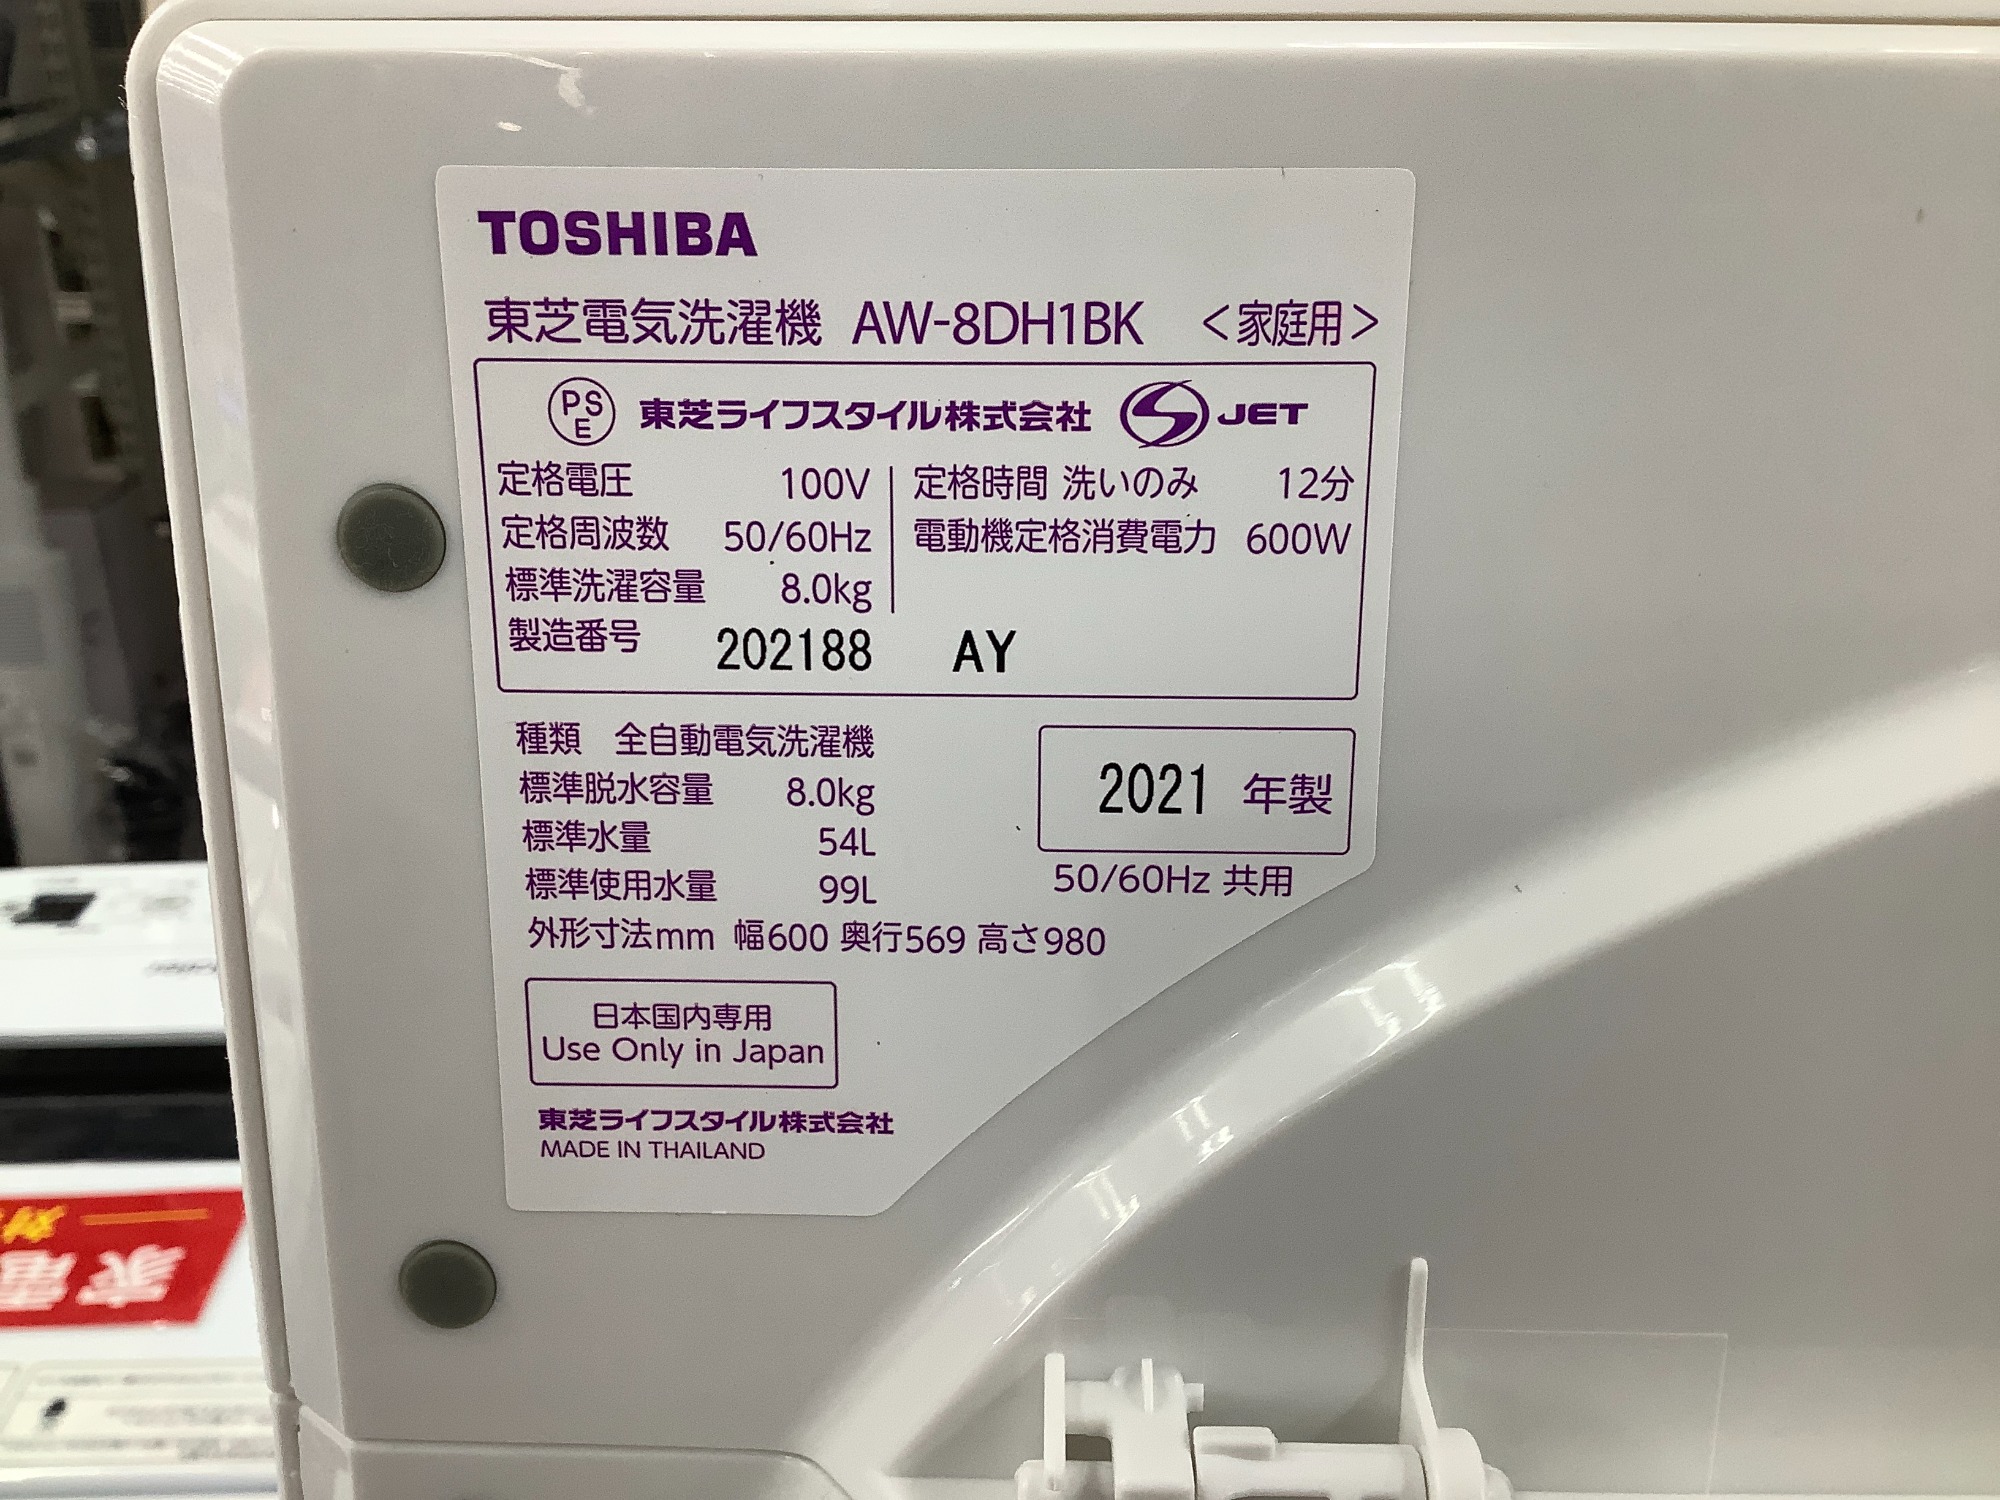 TOSHIBA
東芝電気洗濯機 AW-8DH1BK <家庭用>
PSE 東芝ライフスタイル株式会社 S JET
定格電圧 100V 定格時間 洗いのみ 12分
定格周波数 50/60Hz 電動機定格消費電力 600W
標準洗濯容量 8.0kg
製造番号 202188 AY
種類 全自動電気洗濯機
標準脱水容量 8.0kg
2021 年製
標準水量 54L
標準使用水量 99L
50/60Hz 共用
外形寸法mm 幅600 奥行569 高さ980
日本国内専用
Use Only in Japan
東芝ライフスタイル株式会社
MADE IN THAILAND
家電